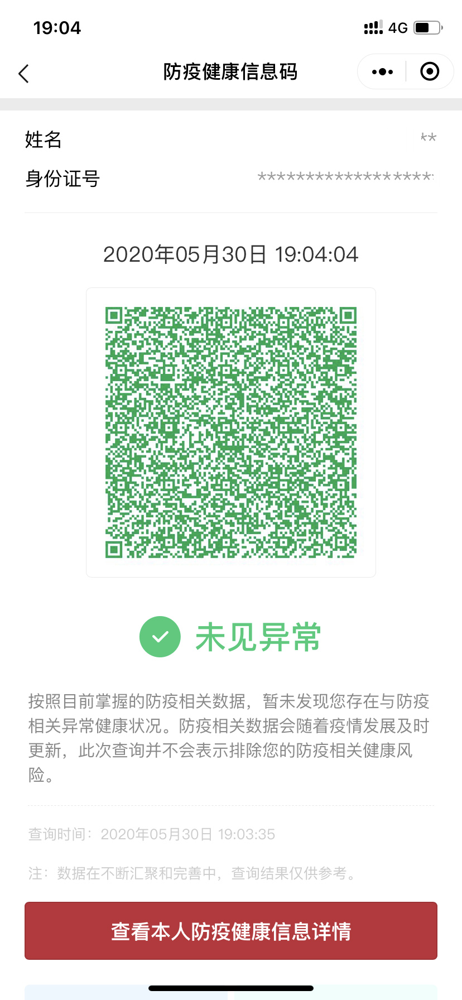 19:04
4G
防疫健康信息码
姓名
**
身份证号
******************
2020年05月30日 19:04:04
未见异常
按照目前掌握的防疫相关数据，暂未发现您存在与防疫
相关异常健康状况。防疫相关数据会随着疫情发展及时
更新，此次查询并不会表示排除您的防疫相关健康风
险。
查询时间：2020年05月30日 19:03:35
注：数据在不断汇聚和完善中，查询结果仅供参考。
查看本人防疫健康信息详情